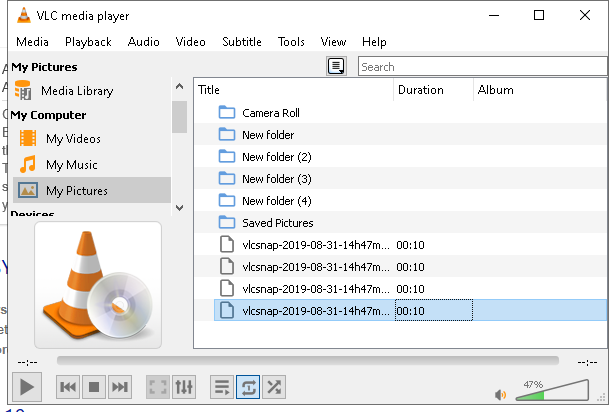 VLC media player
Media Playback Audio Video Subtitle Tools View Help
My Pictures
Search
Media Library
My Computer
My Videos
My Music
My Pictures
Devices
Title Duration Album
Camera Roll
New folder
New folder (2)
New folder (3)
New folder (4)
Saved Pictures
vlcsnap-2019-08-31-14h47m... 00:10
vlcsnap-2019-08-31-14h47m... 00:10
vlcsnap-2019-08-31-14h47m... 00:10
vlcsnap-2019-08-31-14h47m... 00:10
--:-- --:--
47%